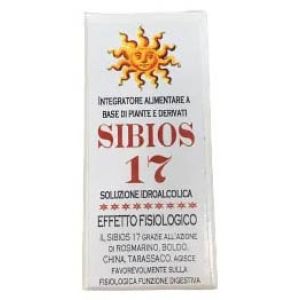 INTEGRATORE ALIMENTARE A
BASE DI PIANTE E DERIVATI
SIBIOS
17
SOLUZIONE IDROALCOLICA
EFFETTO FISIOLOGICO
IL SIBIOS 17 GRAZIE ALL'AZIONE
DI ROSMARINO, BOLDO,
CHINA, TARASSACO, AGISCE
FAVOREVOLMENTE SULLA
FISIOLOGICA FUNZIONE DIGESTIVA